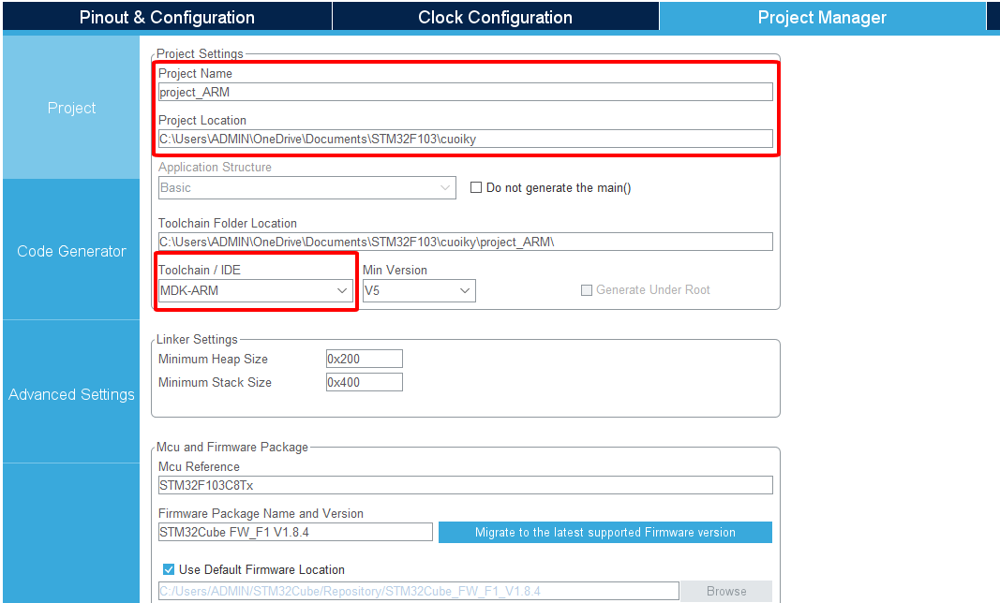 Pinout & Configuration
Clock Configuration
Project Manager
Project
Code Generator
Advanced Settings
Project Settings
Project Name
project_ARM
Project Location
C:\Users\ADMIN\OneDrive\Documents\STM32F103\cuoiky
Application Structure
Basic
Do not generate the main()
Toolchain Folder Location
C:\Users\ADMIN\OneDrive\Documents\STM32F103\cuoiky\project_ARM\
Toolchain / IDE
Min Version
MDK-ARM
V5
Generate Under Root
Linker Settings
Minimum Heap Size
0x200
Minimum Stack Size
0x400
Mcu and Firmware Package
Mcu Reference
STM32F103C8Tx
Firmware Package Name and Version
STM32Cube FW_F1 V1.8.4
Migrate to the latest supported Firmware version
Use Default Firmware Location
C:/Users/ADMIN/STM32Cube/Repository/STM32Cube_FW_F1_V1.8.4
Browse